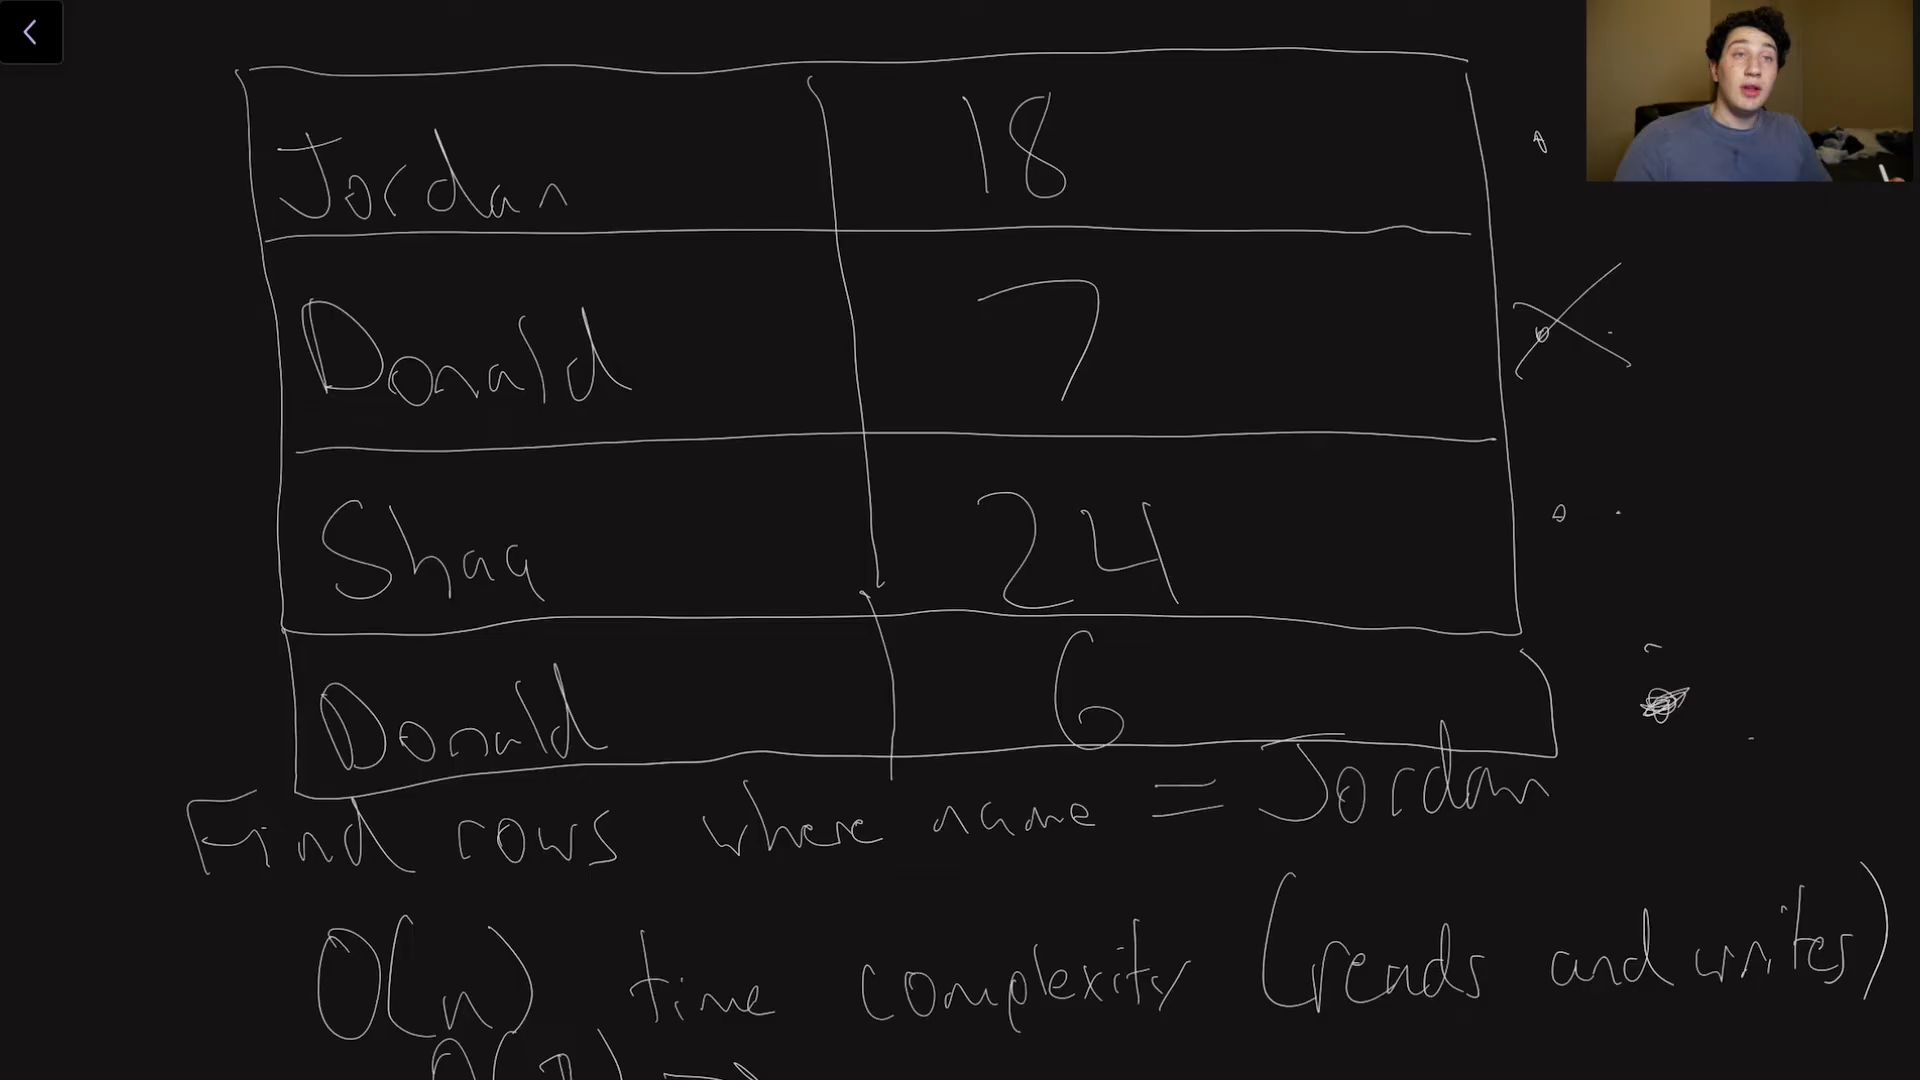 Jordan 18
Donald 7
Shaq 24
Donald 6
Find rows where name = Jordan
O(n) time complexity (reads and writes)